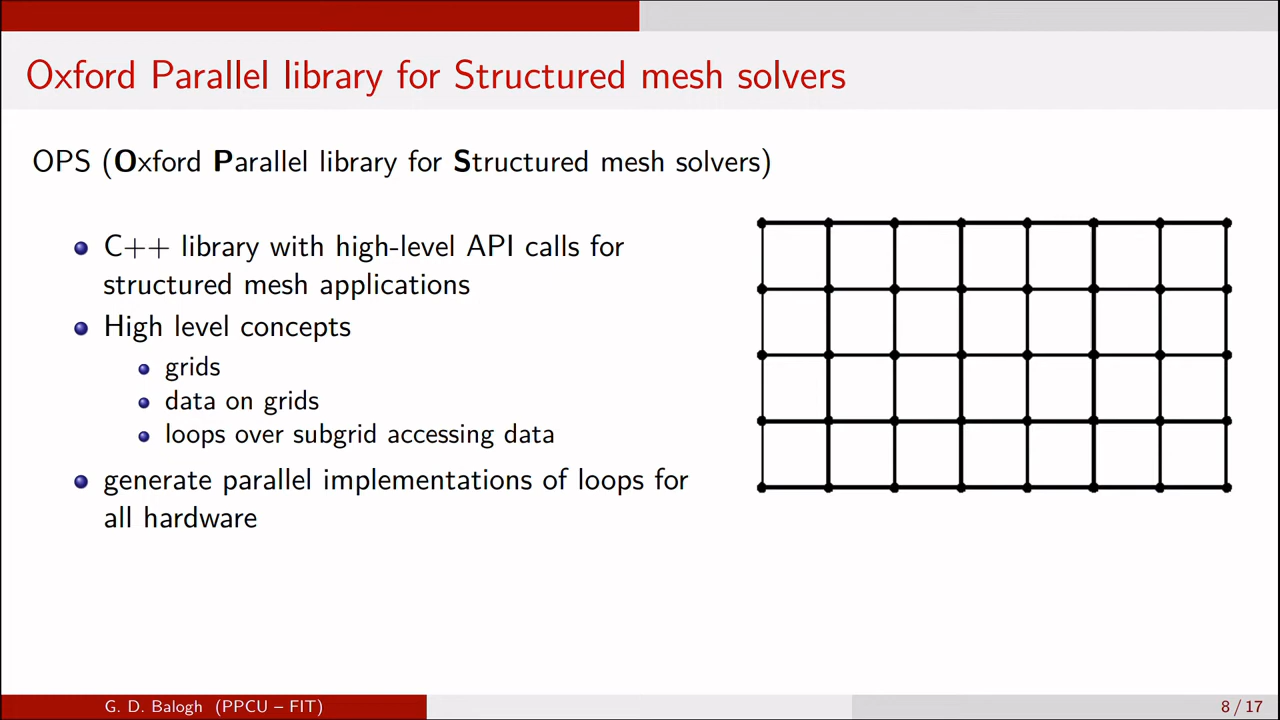 Oxford Parallel library for Structured mesh solvers
OPS (Oxford Parallel library for Structured mesh solvers)
C++ library with high-level API calls for
structured mesh applications
High level concepts
grids
data on grids
loops over subgrid accessing data
generate parallel implementations of loops for
all hardware
G. D. Balogh (PPCU – FIT)
8 / 17